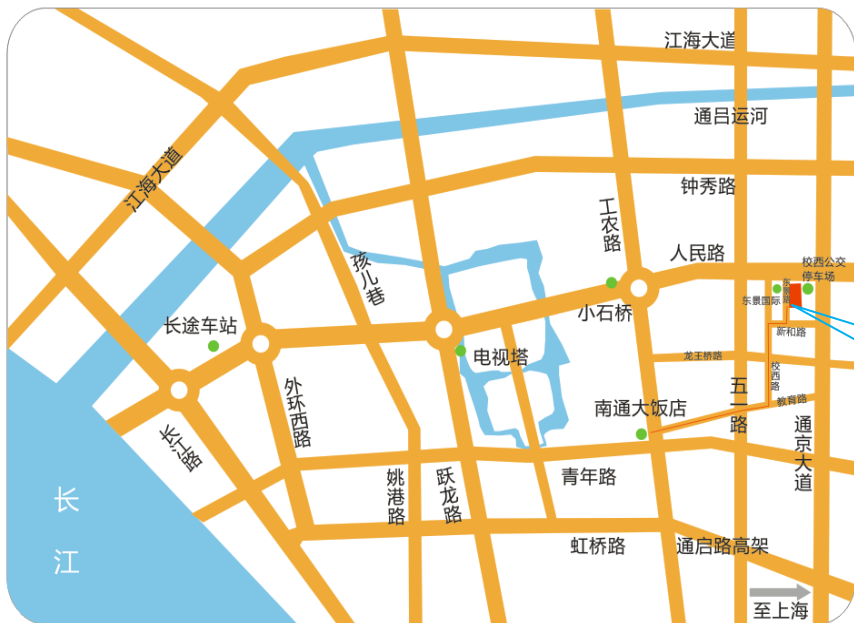 江海大道
通吕运河
江海大道
钟秀路
工农路
人民路
孩儿巷
校西公交
停车场
东景国际
东景路
长途车站
小石桥
新和路
电视塔
龙王桥路
校西路
外环西路
五一路
教育路
南通大饭店
长江路
通京大道
姚港路
跃龙路
青年路
长江
虹桥路
通启路高架
至上海